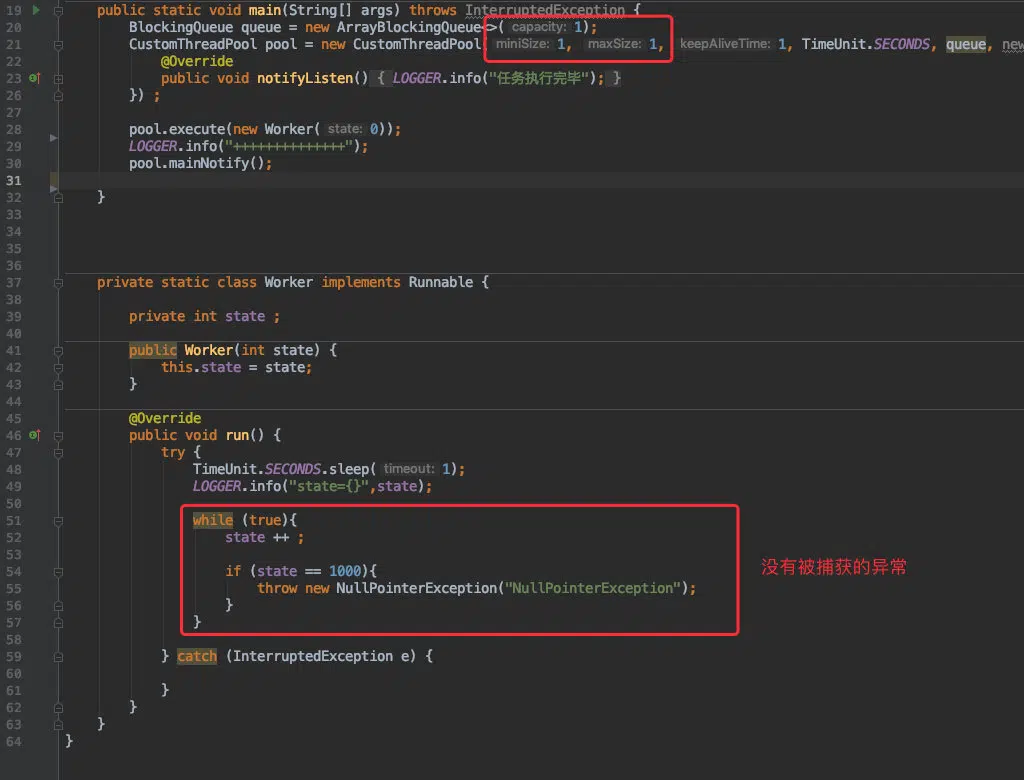 19 public static void main(String[] args) throws InterruptedException {
20 BlockingQueue queue = new ArrayBlockingQueue<>( capacity: 1);
21 CustomThreadPool pool = new CustomThreadPool( miniSize: 1, maxSize: 1, keepAliveTime: 1, TimeUnit.SECONDS, queue, new
22 @Override
23 public void notifyListen() { LOGGER.info("任务执行完毕"); }
26 }) ;
27
28 pool.execute(new Worker( state: 0));
29 LOGGER.info("++++++++++++++");
30 pool.mainNotify();
31
32 }
33
34
35
36
37 private static class Worker implements Runnable {
38
39 private int state ;
40
41 public Worker(int state) {
42 this.state = state;
43 }
44
45 @Override
46 public void run() {
47 try {
48 TimeUnit.SECONDS.sleep( timeout: 1);
49 LOGGER.info("state={}",state);
50
51 while (true){
52 state ++ ;
53
54 if (state == 1000){
55 throw new NullPointerException("NullPointerException");
56 }
没有被捕获的异常
57 }
58
59 } catch (InterruptedException e) {
60
61 }
62 }
63 }
64 }